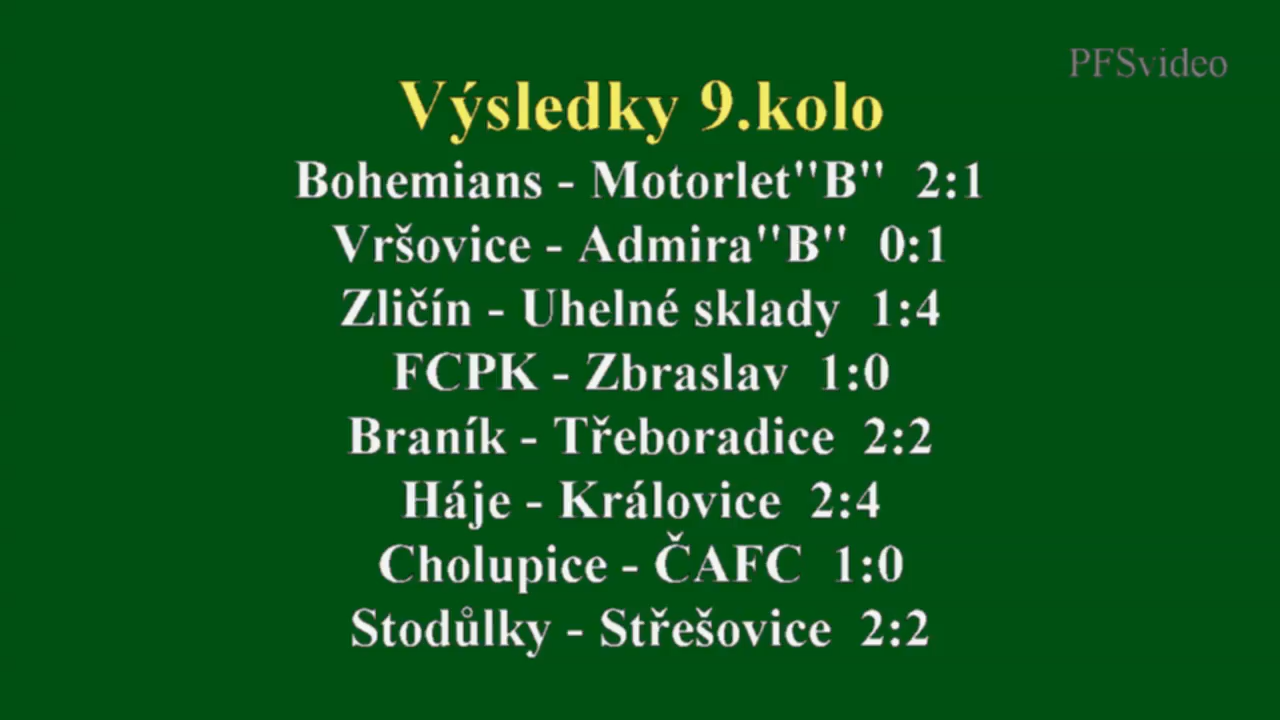 PFSvideo
Výsledky 9.kolo
Bohemians - Motorlet"B" 2:1
Vršovice - Admira"B" 0:1
Zličín - Uhelné sklady 1:4
FCPK - Zbraslav 1:0
Braník - Třeboradice 2:2
Háje - Královice 2:4
Cholupice - ČAFC 1:0
Stodůlky - Střešovice 2:2